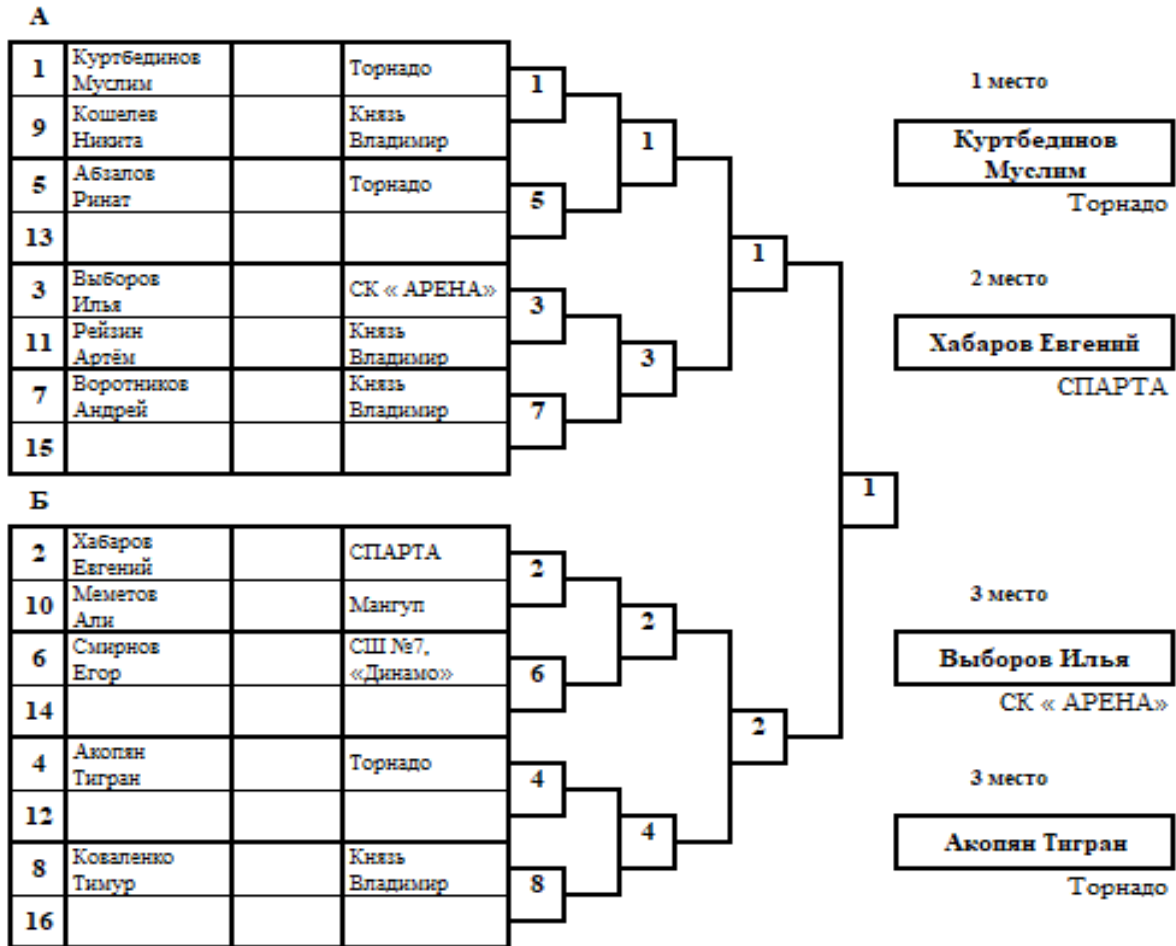 А
1
Куртбединов
Муслим
Торнадо
9
Кошелев
Никита
Князь
Владимир
5
Абзалов
Ринат
Торнадо
13
3
Выборов
Илья
СК « АРЕНА»
11
Рейзин
Артём
Князь
Владимир
7
Воротников
Андрей
Князь
Владимир
15
1
5
3
7
1
3
1
Б
2
Хабаров
Евгений
СПАРТА
10
Меметов
Али
Мангуп
6
Смирнов
Егор
СШ №7,
«Динамо»
14
4
Акопян
Тигран
Торнадо
12
8
Коваленко
Тимур
Князь
Владимир
16
2
6
4
8
2
4
2
1
1 место
Куртбединов
Муслим
Торнадо
2 место
Хабаров Евгений
СПАРТА
3 место
Выборов Илья
СК « АРЕНА»
3 место
Акопян Тигран
Торнадо